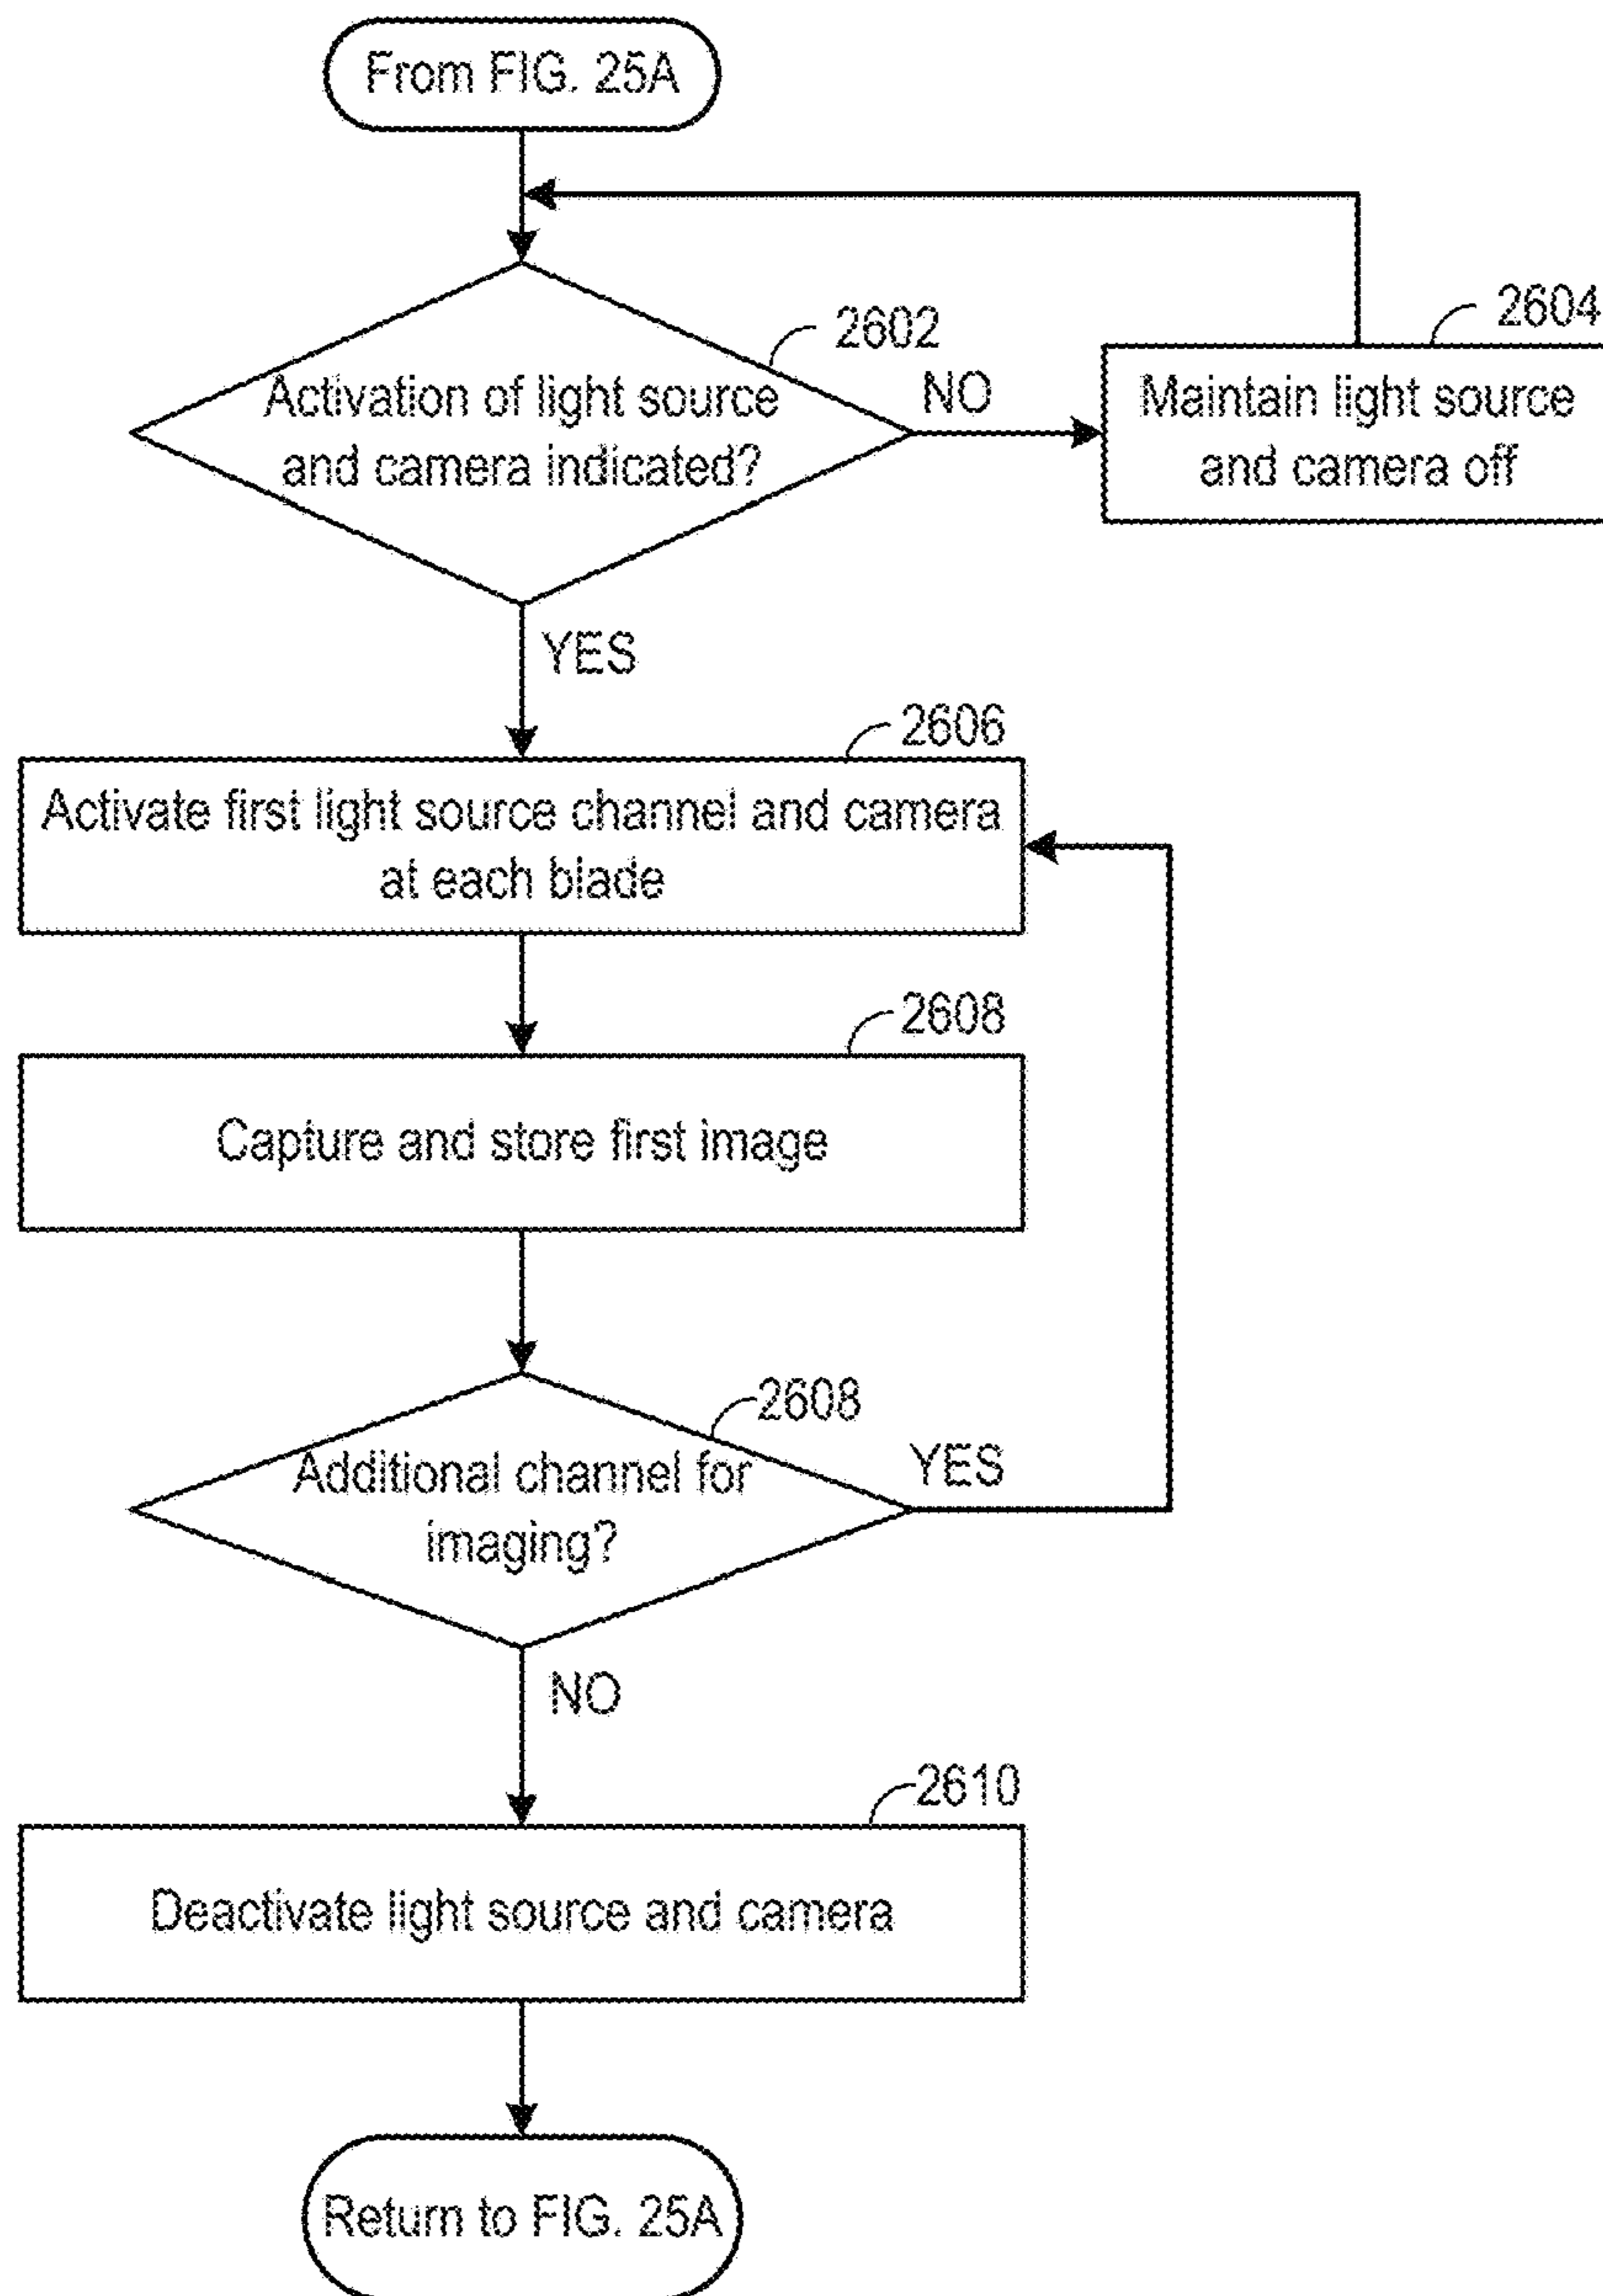 From FIG. 25A
2602
Activation of light source
and camera indicated?
NO
2604
Maintain light source
and camera off
YES
2606
Activate first light source channel and camera
at each blade
2608
Capture and store first image
2608
Additional channel for
imaging?
YES
NO
2610
Deactivate light source and camera
Return to FIG. 25A